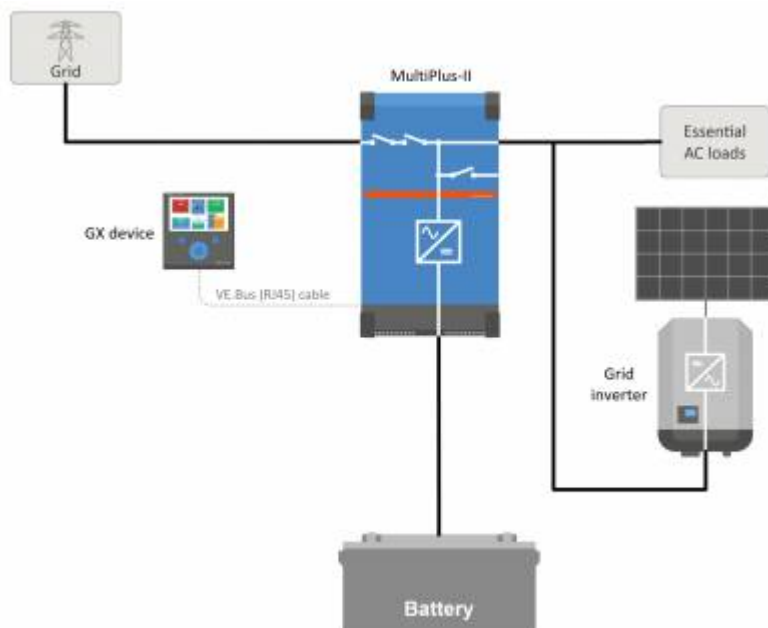 Grid
MultiPlus-II
Essential
AC loads
GX device
VE.Bus (RJ45) cable
Grid
inverter
Battery